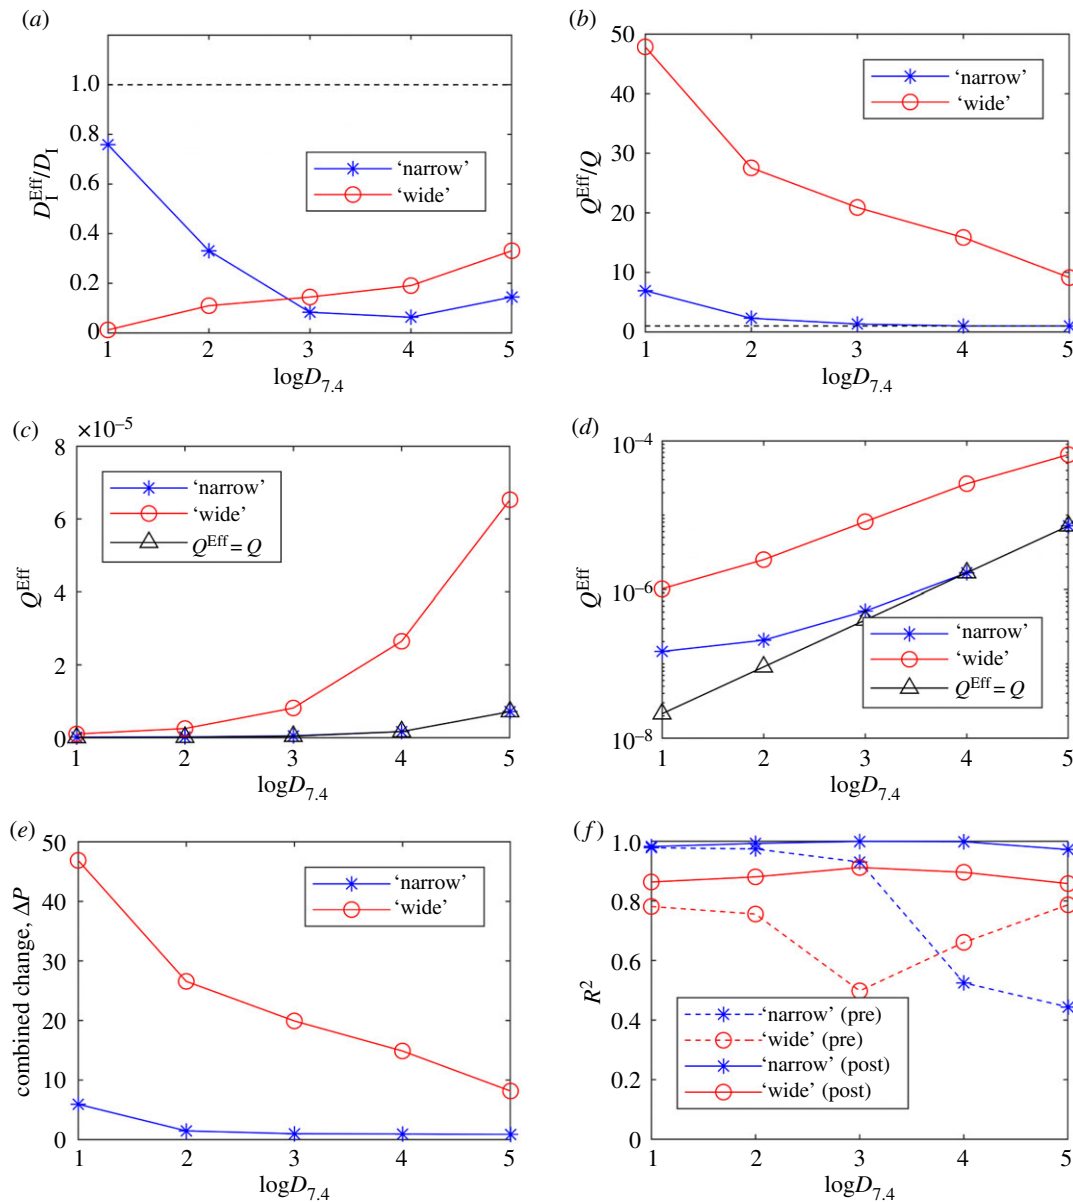 (a)
1.0
0.8
0.6
0.4
0.2
0
D_I^Eff/D_I
'narrow'
'wide'
1 2 3 4 5
logD_7.4
(b)
50
40
30
20
10
0
Q^Eff/Q
'narrow'
'wide'
1 2 3 4 5
logD_7.4
(c)
×10^–5
8
6
4
2
0
Q^Eff
'narrow'
'wide'
Q^Eff = Q
1 2 3 4 5
logD_7.4
(d)
10^–4
10^–6
10^–8
Q^Eff
'narrow'
'wide'
Q^Eff = Q
1 2 3 4 5
logD_7.4
(e)
50
40
30
20
10
0
combined change, ΔP
'narrow'
'wide'
1 2 3 4 5
logD_7.4
(f)
1.0
0.8
0.6
0.4
0.2
0
R^2
'narrow' (pre)
'wide' (pre)
'narrow' (post)
'wide' (post)
1 2 3 4 5
logD_7.4